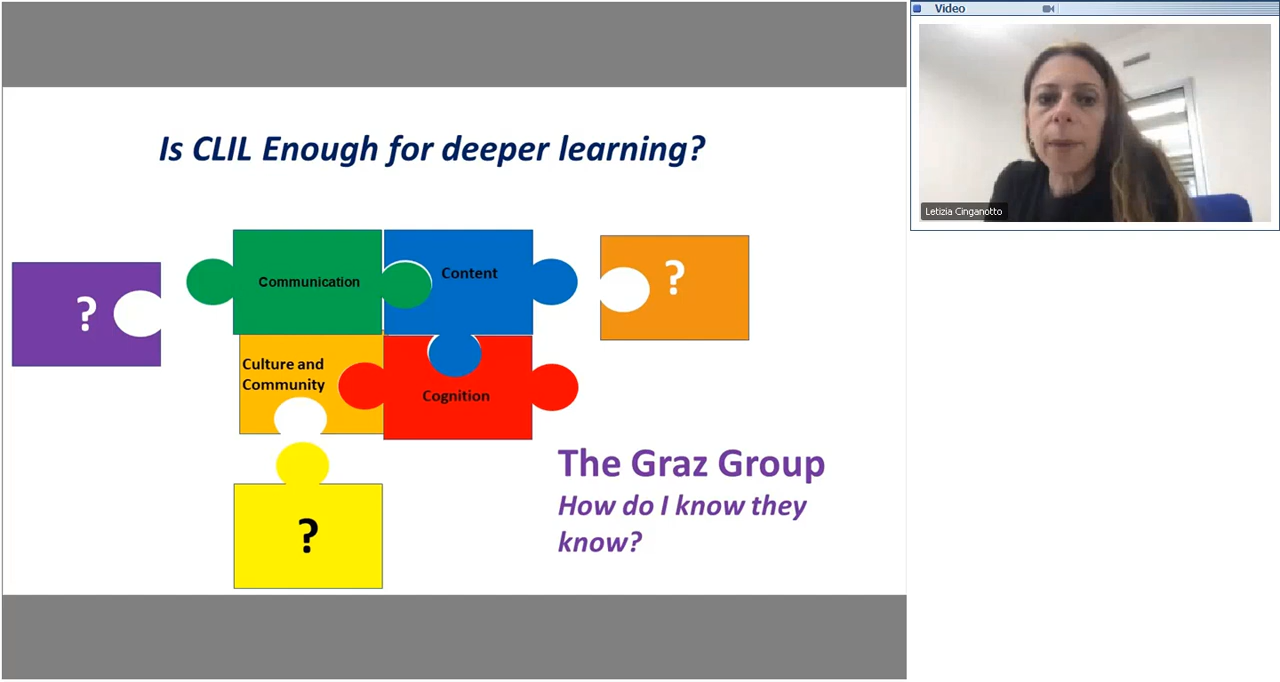 Is CLIL Enough for deeper learning?
?
Communication
Content
?
Culture and
Community
Cognition
?
The Graz Group
How do I know they
know?
Video
Letizia Cinganotto